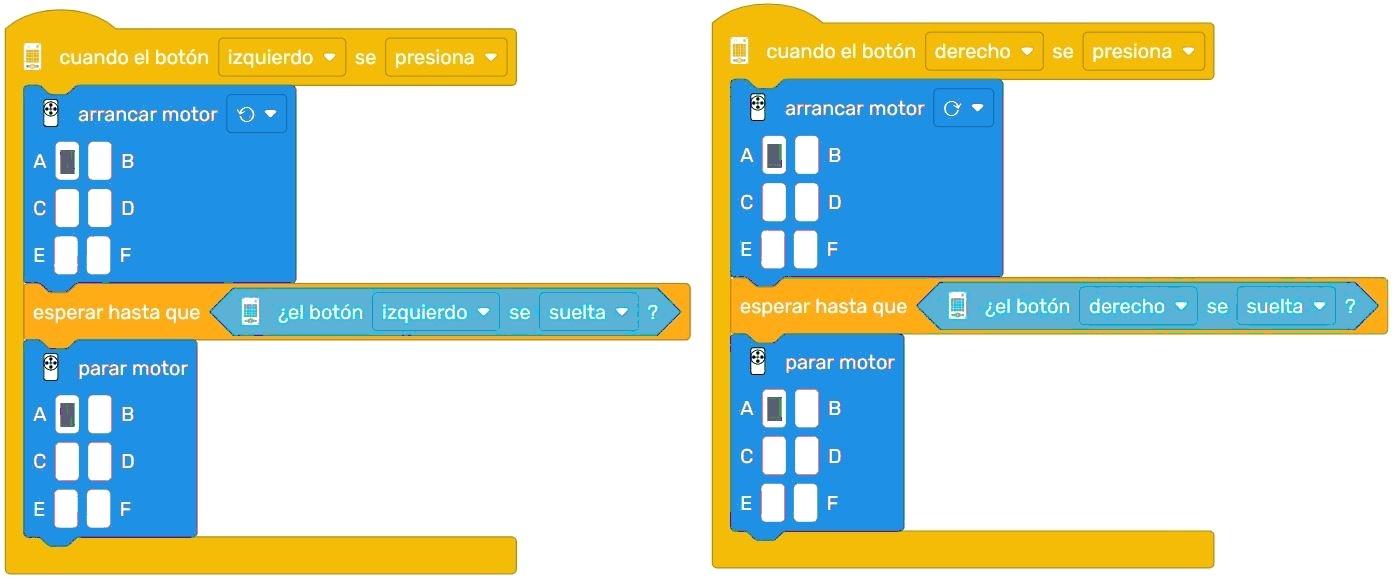 cuando el botón izquierdo se presiona
arrancar motor
A B
C D
E F
esperar hasta que ¿el botón izquierdo se suelta ?
parar motor
A B
C D
E F
cuando el botón derecho se presiona
arrancar motor
A B
C D
E F
esperar hasta que ¿el botón derecho se suelta ?
parar motor
A B
C D
E F